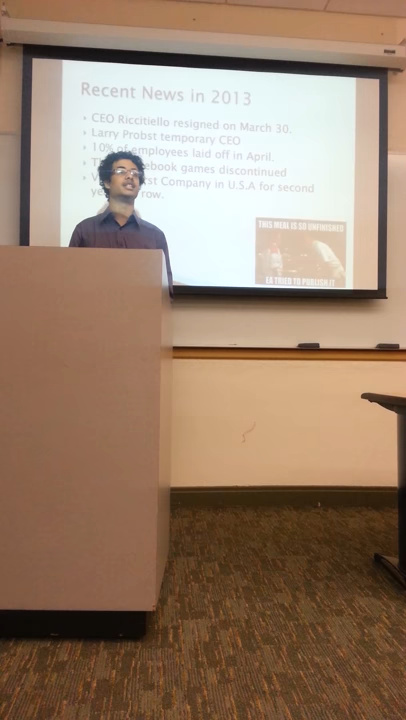 Recent News in 2013
CEO Riccitiello resigned on March 30.
Larry Probst temporary CEO
10% of employees laid off in April.
book games discontinued
st Company in U.S.A for second
row.
THIS MEAL IS SO UNFINISHED
EA TRIED TO PUBLISH IT